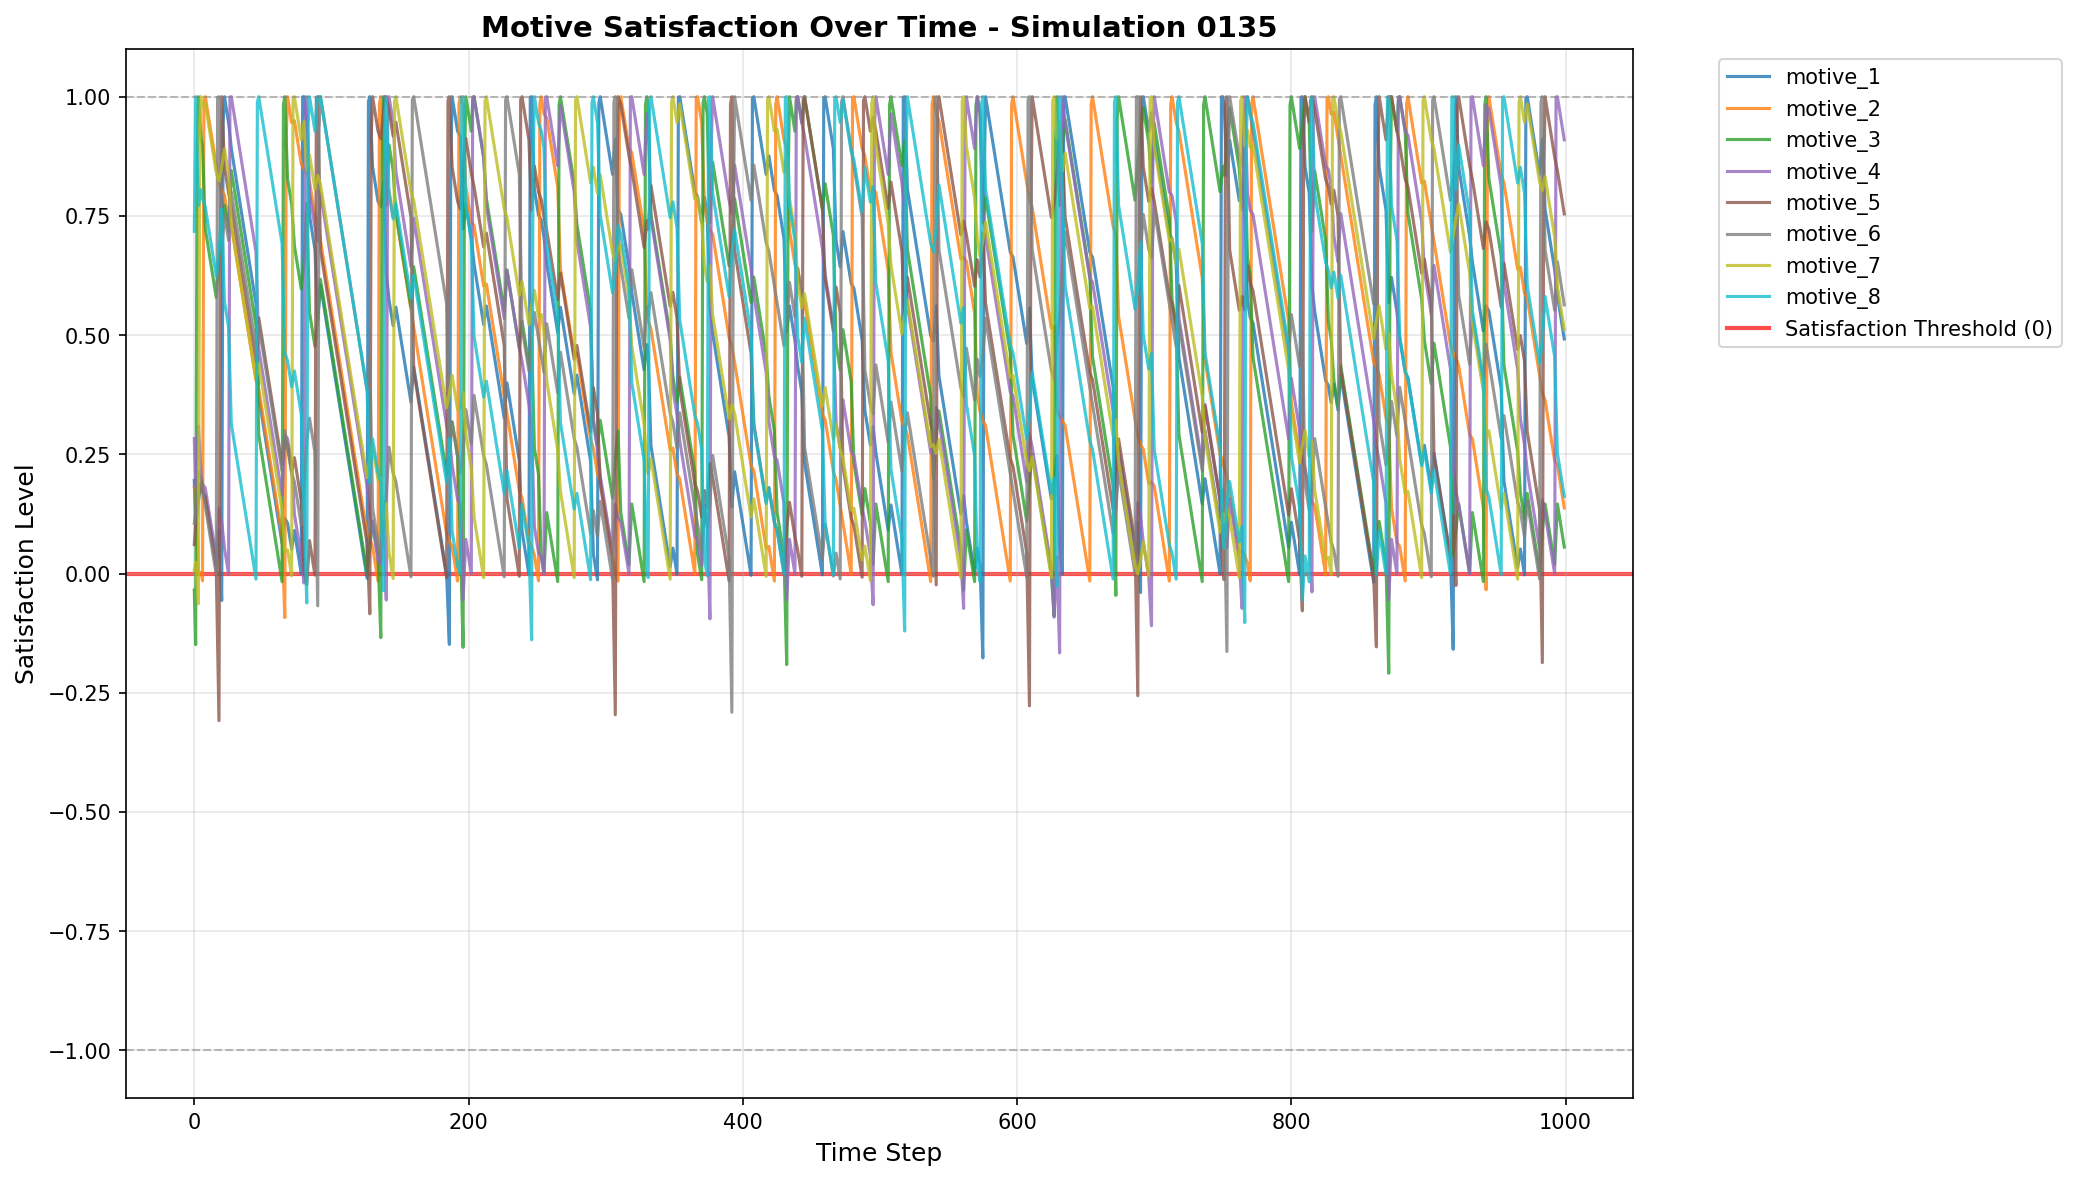 Motive Satisfaction Over Time - Simulation 0135
1.00
0.75
0.50
0.25
0.00
−0.25
−0.50
−0.75
−1.00
Satisfaction Level
0
200
400
600
800
1000
Time Step
motive_1
motive_2
motive_3
motive_4
motive_5
motive_6
motive_7
motive_8
Satisfaction Threshold (0)